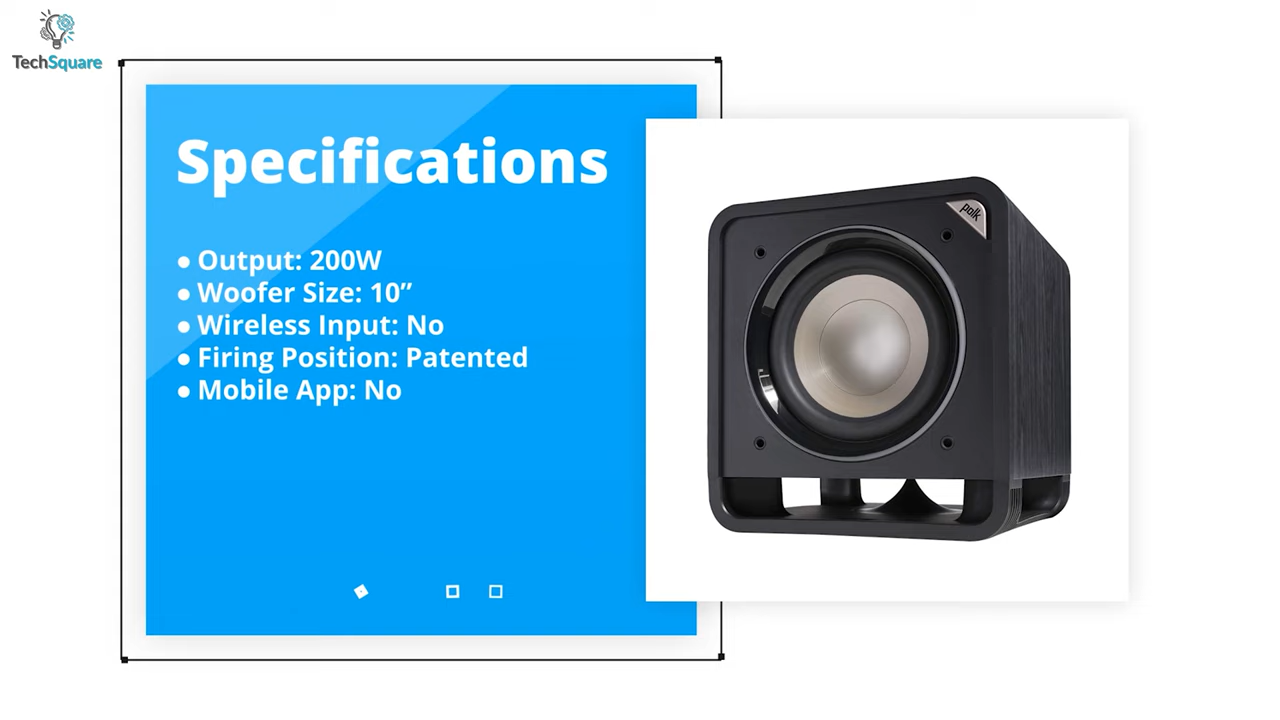 TechSquare
Specifications
● Output: 200W
● Woofer Size: 10”
● Wireless Input: No
● Firing Position: Patented
● Mobile App: No
polk